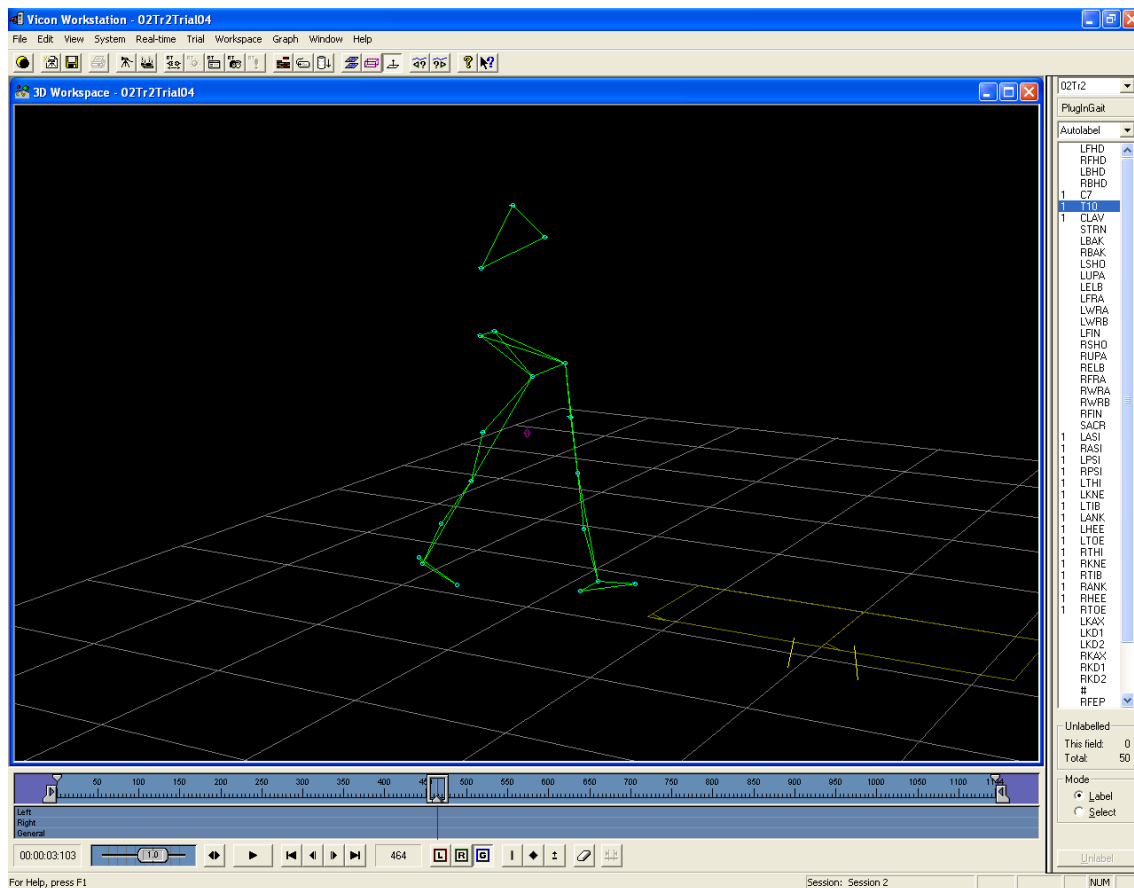 Vicon Workstation - 02Tr2Trial04
File Edit View System Real-time Trial Workspace Graph Window Help
3D Workspace - 02Tr2Trial04
02Tr2
PlugInGait
Autolabel
LFHD
RFHD
LBHD
RBHD
1 C7
1 T10
1 CLAV
STRN
LBAK
RBAK
LSHO
LUPA
LELB
LFRA
LWRA
LWRB
LFIN
RSHO
RUPA
RELB
RFRA
RWRA
RWRB
RFIN
SACR
1 LASI
1 RASI
1 LPSI
1 RPSI
1 LTHI
1 LKNE
1 LTIB
1 LANK
1 LHEE
1 LTOE
1 RTHI
1 RKNE
1 RTIB
1 RANK
1 RHEE
1 RTOE
LKAX
LKD1
LKD2
RKAX
RKD1
RKD2
#
RFEP
Unlabelled
This field: 0
Total: 50
Mode
Label
Select
Unlabel
50 100 150 200 250 300 350 400 500 550 600 650 700 750 800 850 900 950 1000 1050 1100
Left
Right
General
00:00:03:103 1.0 464 L R G
For Help, press F1 Session: Session 2 NUM